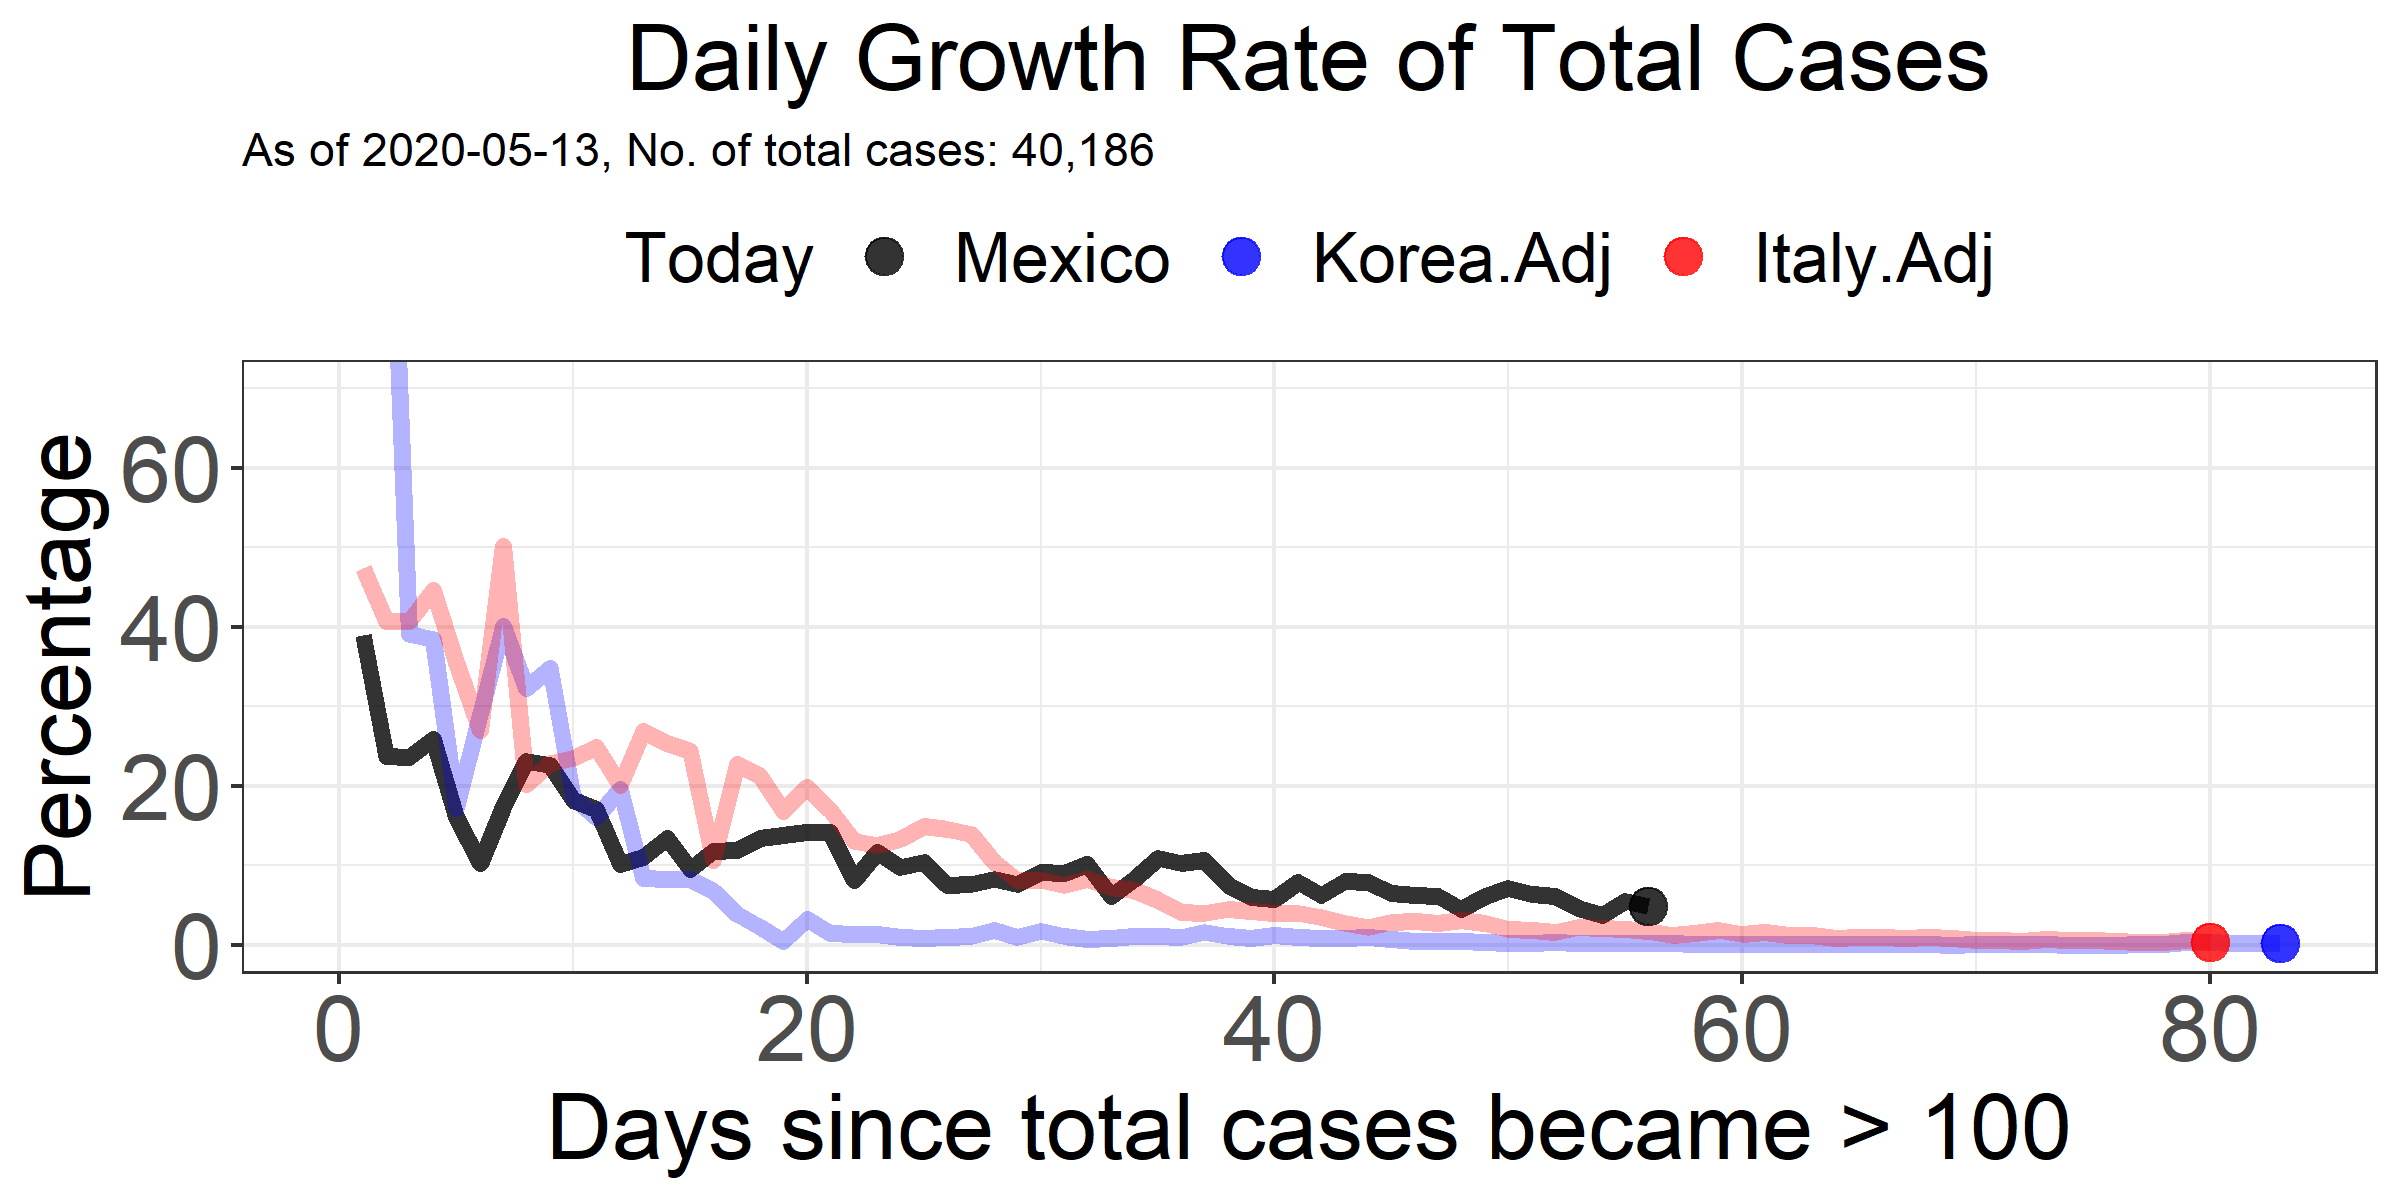 Daily Growth Rate of Total Cases
As of 2020-05-13, No. of total cases: 40,186
Today Mexico Korea.Adj Italy.Adj
Percentage
60
40
20
0
0 20 40 60 80
Days since total cases became > 100